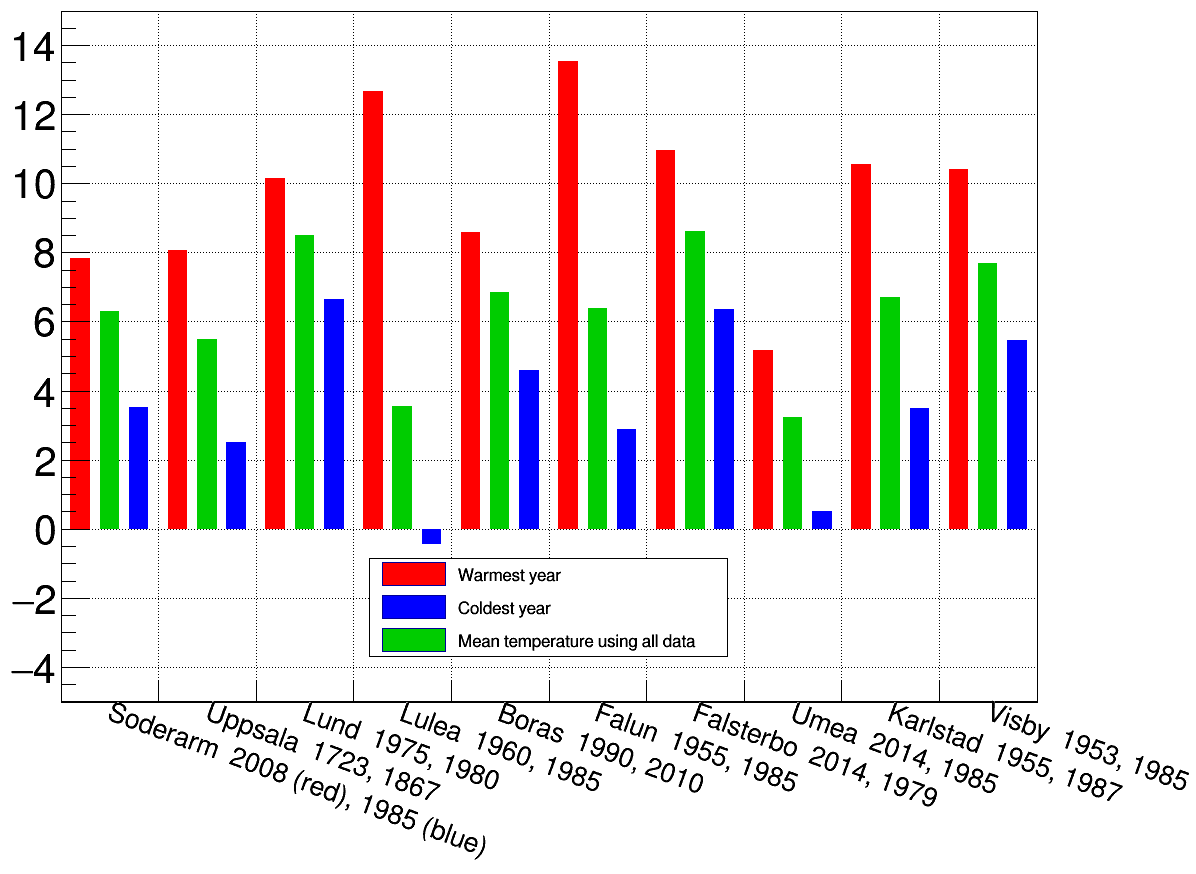 14
12
10
8
6
4
2
0
−2
−4
Warmest year
Coldest year
Mean temperature using all data
Soderarm 2008 (red), 1985 (blue)
Uppsala 1723, 1867
Lund 1975, 1980
Lulea 1960, 1985
Boras 1990, 2010
Falun 1955, 1985
Falsterbo 2014, 1979
Umea 2014, 1985
Karlstad 1955, 1987
Visby 1953, 1985